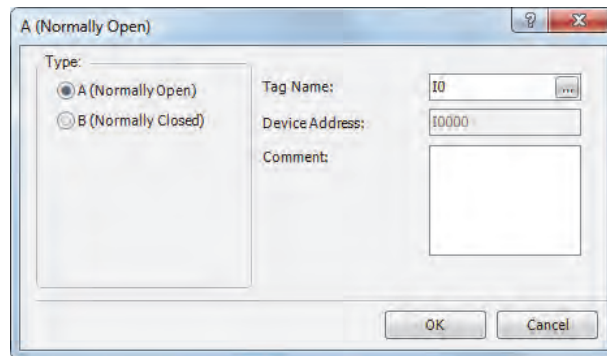 A (Normally Open)
Type:
A (Normally Open)
B (Normally Closed)
Tag Name:
I0
...
Device Address:
I0000
Comment:
OK
Cancel